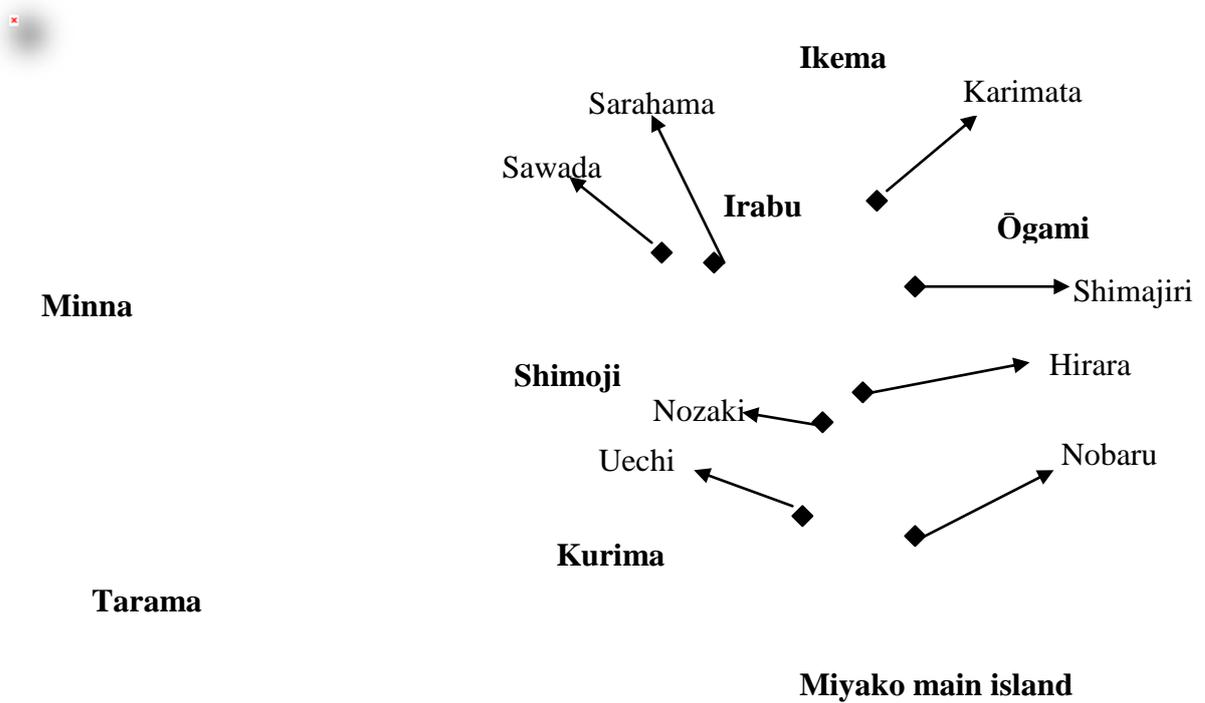 Ikema
Karimata
Sarahama
Sawada
Irabu
Ōgami
Shimajiri
Minna
Hirara
Shimoji
Nozaki
Nobaru
Uechi
Kurima
Tarama
Miyako main island